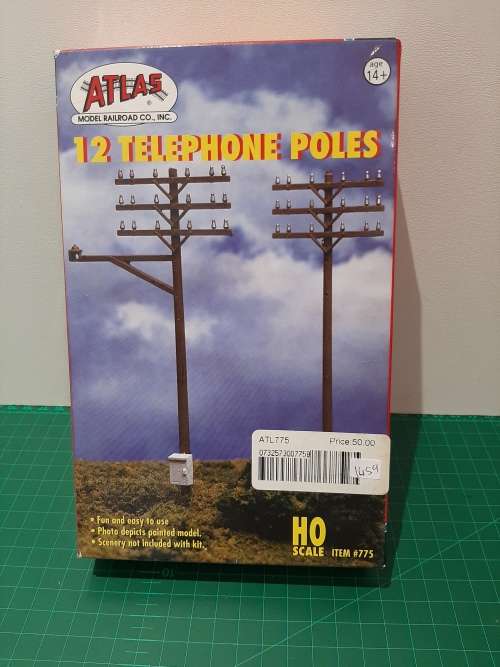 age
14+
ATLAS
®
MODEL RAILROAD CO., INC.
12 TELEPHONE POLES
ATL775 Price:50.00
0732573007759
1459
• Fun and easy to use
• Photo depicts painted model.
• Scenery not included with kit.
HO
SCALE ITEM #775